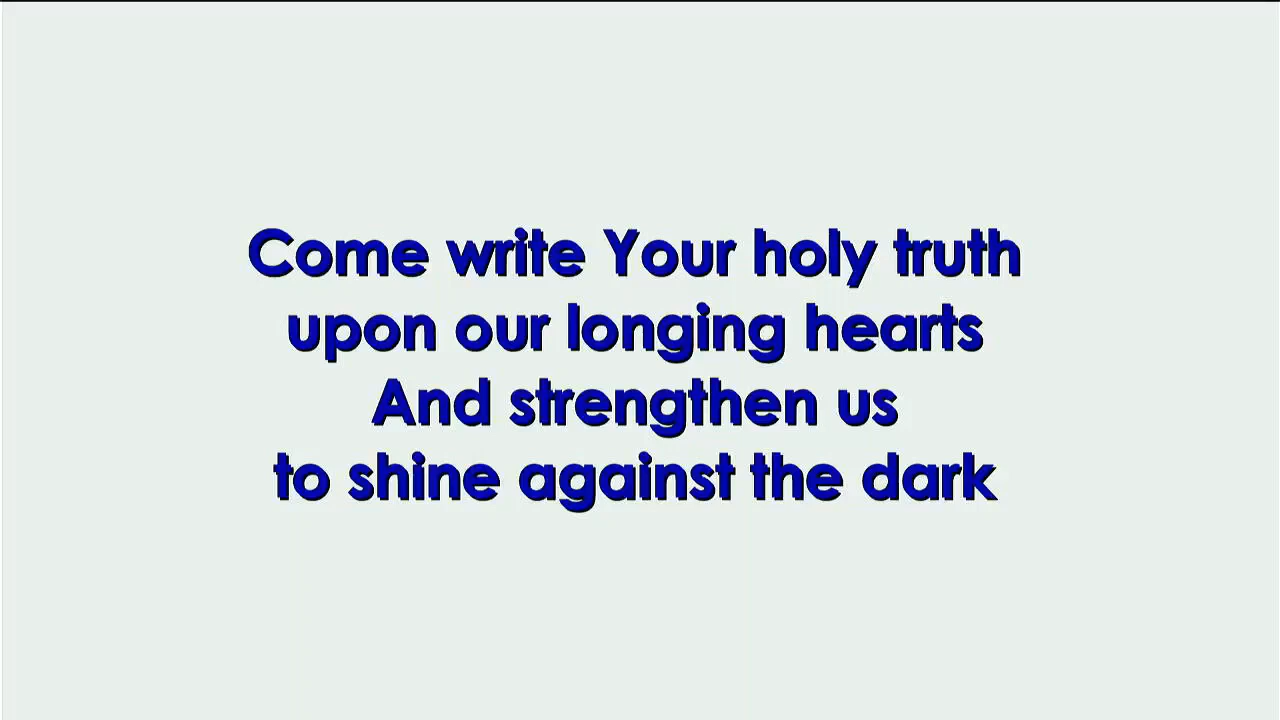 Come write Your holy truth
upon our longing hearts
And strengthen us
to shine against the dark